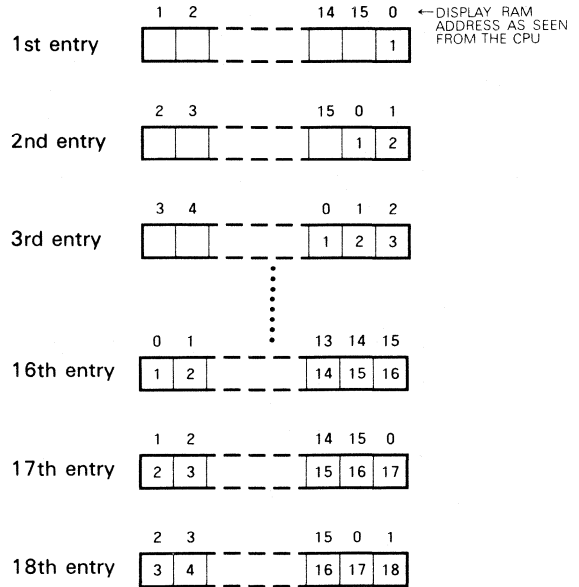 1 2 14 15 0 ←DISPLAY RAM
ADDRESS AS SEEN
FROM THE CPU
1st entry 1
2 3 15 0 1
2nd entry 1 2
3 4 0 1 2
3rd entry 1 2 3
0 1 13 14 15
16th entry 1 2 14 15 16
1 2 14 15 0
17th entry 2 3 15 16 17
2 3 15 0 1
18th entry 3 4 16 17 18